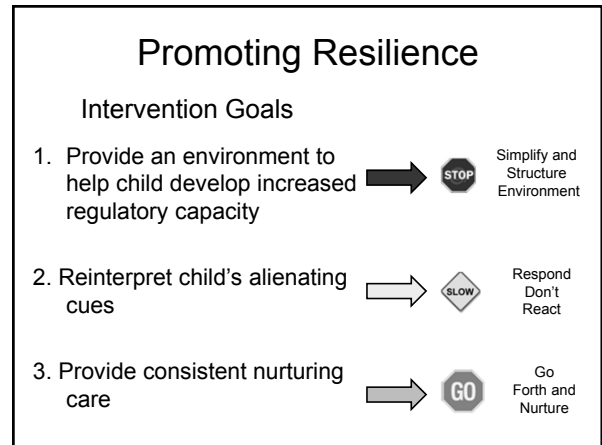 Promoting Resilience
Intervention Goals
1. Provide an environment to
help child develop increased
regulatory capacity
STOP
Simplify and
Structure
Environment
2. Reinterpret child's alienating
cues
SLOW
Respond
Don't
React
3. Provide consistent nurturing
care
GO
Go
Forth and
Nurture